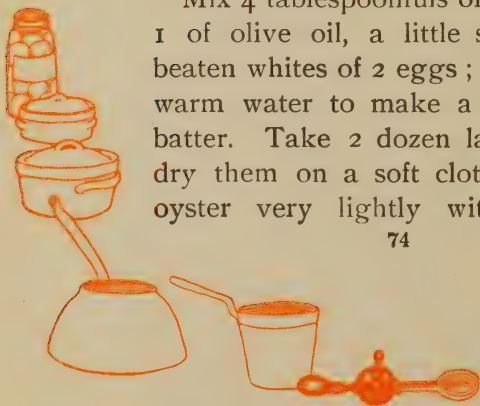 Mix 4 tablespoonfuls of
1 of olive oil, a little
beaten whites of 2 eggs ;
warm water to make a
batter. Take 2 dozen
dry them on a soft
oyster very lightly
74